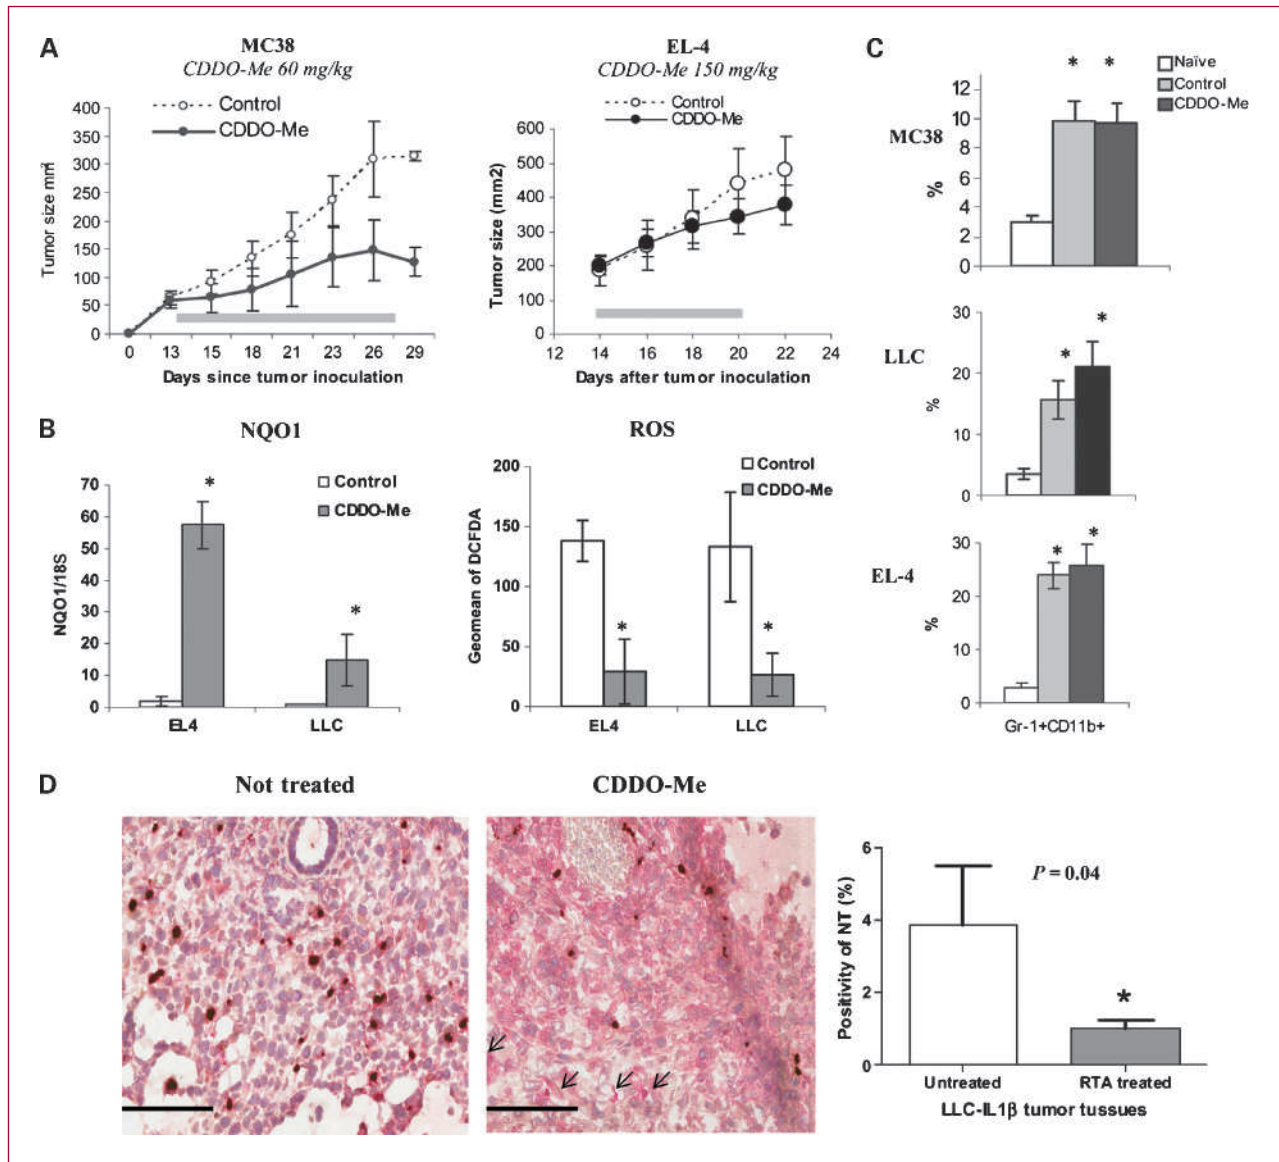 A
MC38
CDDO-Me 60 mg/kg
Control
CDDO-Me
Tumor size mm²
400
350
300
250
200
150
100
50
0
0 13 15 18 21 23 26 29
Days since tumor inoculation
EL-4
CDDO-Me 150 mg/kg
Control
CDDO-Me
Tumor size (mm2)
600
500
400
300
200
100
0
12 14 16 18 20 22 24
Days after tumor inoculation
B
NQO1
Control
CDDO-Me
NQO1/18S
70
60
50
40
30
20
10
0
*
*
EL4 LLC
ROS
Control
CDDO-Me
Geomean of DCFDA
200
150
100
50
0
*
*
EL4 LLC
C
Naïve
Control
CDDO-Me
MC38
%
12
10
8
6
4
2
0
* *
LLC
%
30
20
10
0
* *
EL-4
%
30
20
10
0
* *
Gr-1+CD11b+
D
Not treated
CDDO-Me
Positivity of NT (%)
6
4
2
0
P = 0.04
*
Untreated RTA treated
LLC-IL1β tumor tussues